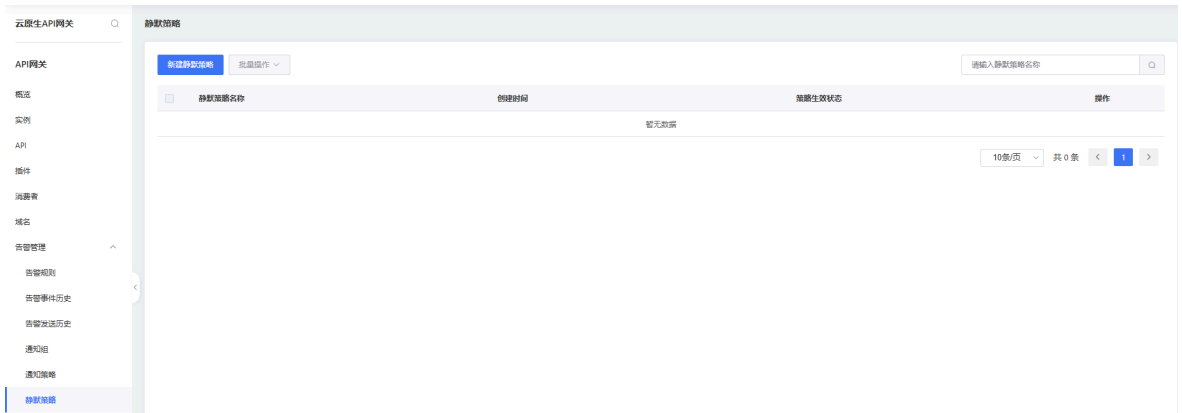 云原生API网关
静默策略
API网关
概览
实例
API
插件
消费者
域名
告警管理
告警规则
告警事件历史
告警发送历史
通知组
通知策略
静默策略
新建静默策略 批量操作 请输入静默策略名称
静默策略名称 创建时间 策略生效状态 操作
暂无数据
10条/页 共 0 条 1